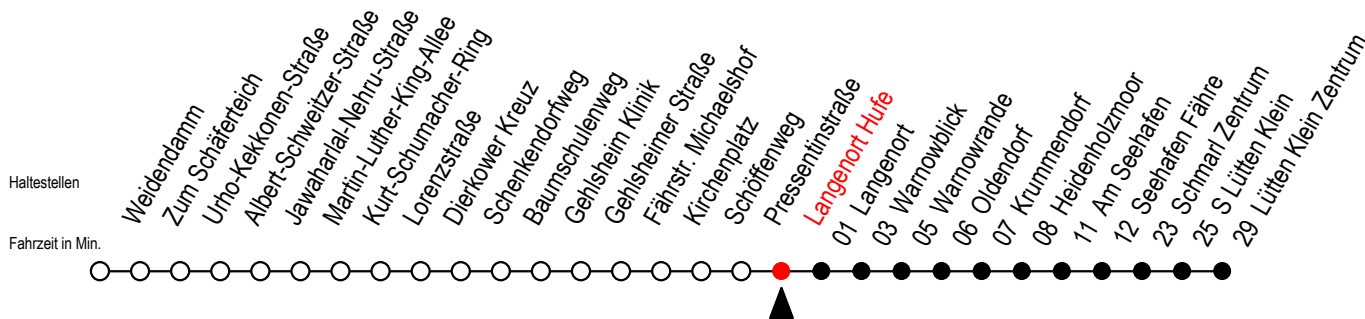 Haltestellen
Fahrzeit in Min.
Weidendamm
Zum Schäferteich
Urho-Kekkonen-Straße
Albert-Schweitzer-Straße
Jawaharlal-Nehru-Straße
Martin-Luther-King-Allee
Kurt-Schumacher-Ring
Lorenzstraße
Dierkower Kreuz
Schenkendorfweg
Baumschulenweg
Gehlsheim Klinik
Gehlsheimer Straße
Fährstr. Michaelshof
Kirchenplatz
Schöffenweg
Pressentinstraße
Langenort Hufe
01 Langenort
03 Warnowblick
05 Warnowrande
06 Oldendorf
07 Krummendorf
08 Heidenholzmoor
11 Am Seehafen
12 Seehafen Fähre
23 Schmarl Zentrum
25 S Lütten Klein
29 Lütten Klein Zentrum